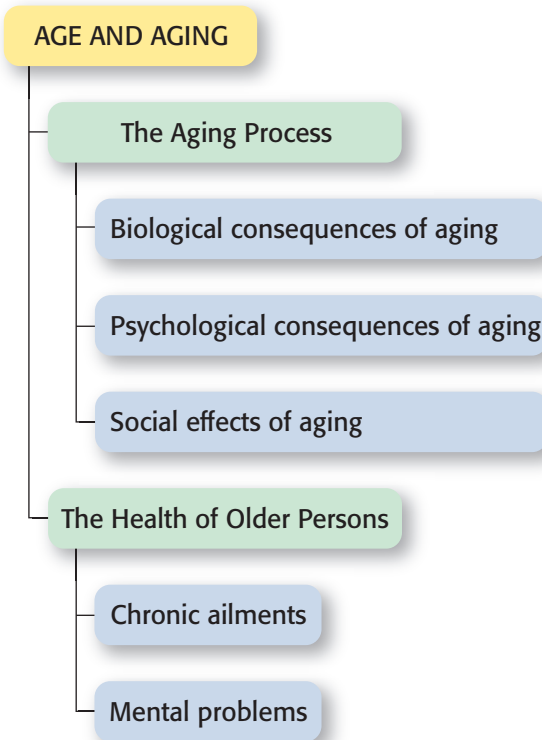 AGE AND AGING
The Aging Process
Biological consequences of aging
Psychological consequences of aging
Social effects of aging
The Health of Older Persons
Chronic ailments
Mental problems